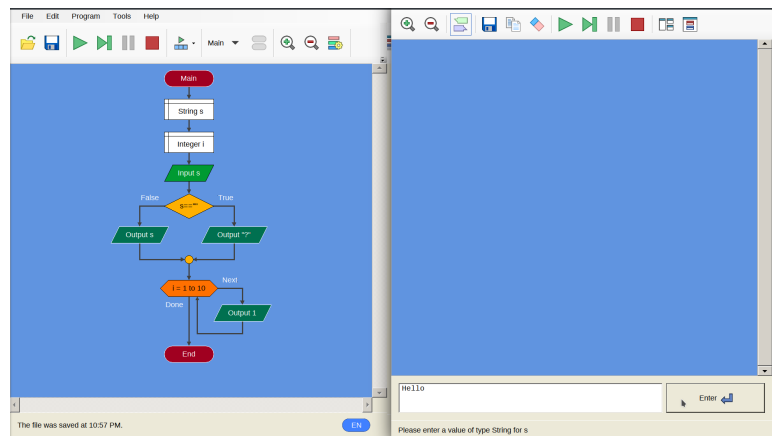 File Edit Program Tools Help
Main
Main
String s
Integer i
Input s
False True
s==""
Output s Output "?"
i = 1 to 10 Next
Done
Output 1
End
The file was saved at 10:57 PM. EN
Hello
Enter
Please enter a value of type String for s